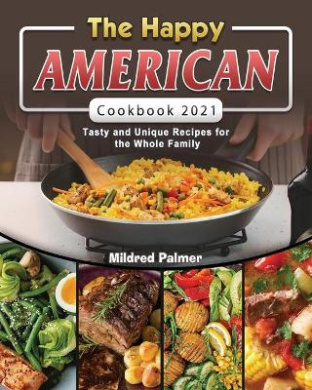 The Happy
AMERICAN
Cookbook 2021
Tasty and Unique Recipes for
the Whole Family
Mildred Palmer